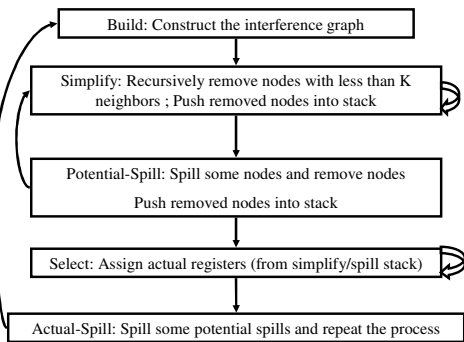 Build: Construct the interference graph
Simplify: Recursively remove nodes with less than K
neighbors ; Push removed nodes into stack
Potential-Spill: Spill some nodes and remove nodes
Push removed nodes into stack
Select: Assign actual registers (from simplify/spill stack)
Actual-Spill: Spill some potential spills and repeat the process